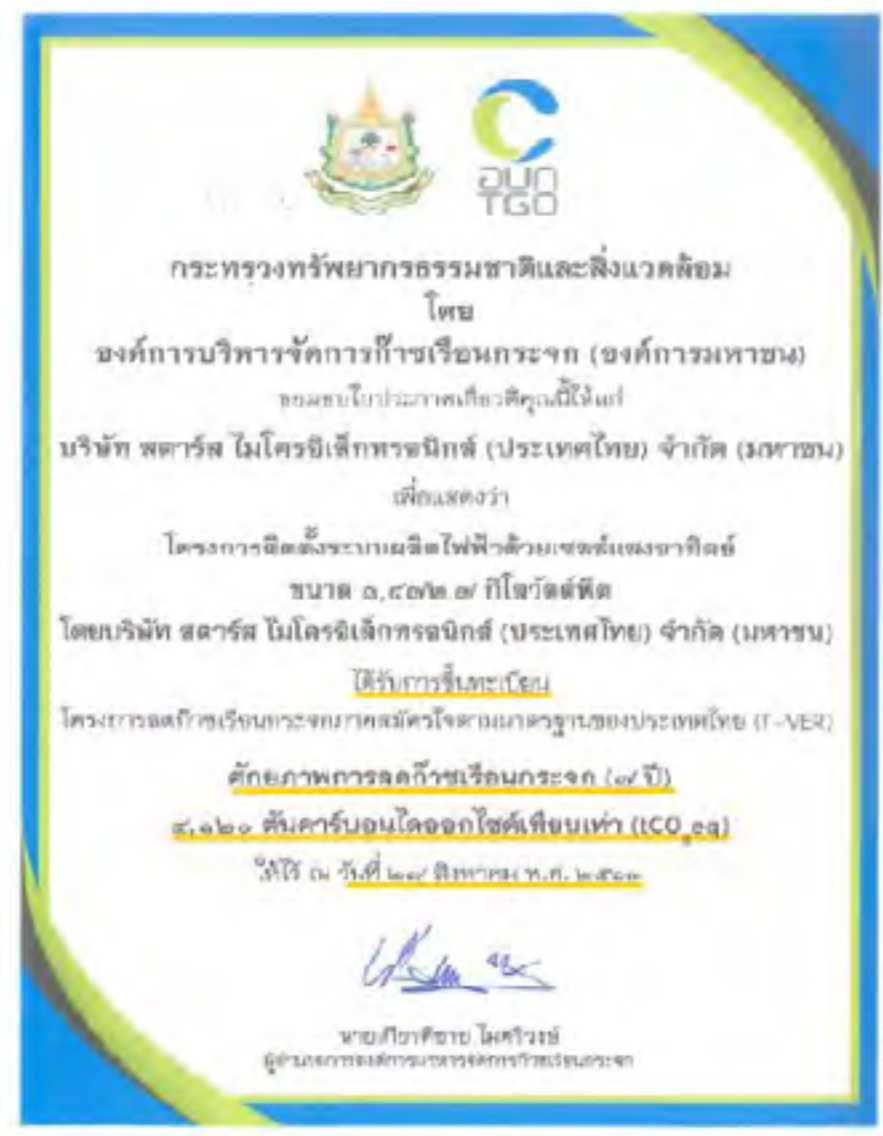 อบก
TGO
กระทรวงทรัพยากรธรรมชาติและสิ่งแวดล้อม
โดย
องค์การบริหารจัดการก๊าซเรือนกระจก (องค์การมหาชน)
ขอมอบใบประกาศเกียรติคุณนี้ให้แก่
บริษัท สตาร์ส ไมโครอิเล็กทรอนิกส์ (ประเทศไทย) จำกัด (มหาชน)
เพื่อแสดงว่า
โครงการติดตั้งระบบผลิตไฟฟ้าด้วยเซลล์แสงอาทิตย์
ขนาด กิโลวัตต์พีค
โดยบริษัท สตาร์ส ไมโครอิเล็กทรอนิกส์ (ประเทศไทย) จำกัด (มหาชน)
ได้รับการขึ้นทะเบียน
โครงการลดก๊าซเรือนกระจกภาคสมัครใจตามมาตรฐานของประเทศไทย (T-VER)
ศักยภาพการลดก๊าซเรือนกระจก (๗ ปี)
๔,๑๒๐ ตันคาร์บอนไดออกไซด์เทียบเท่า (tCO₂eq)
ให้ไว้ ณ วันที่ สิงหาคม พ.ศ.
ผู้อำนวยการองค์การบริหารจัดการก๊าซเรือนกระจก